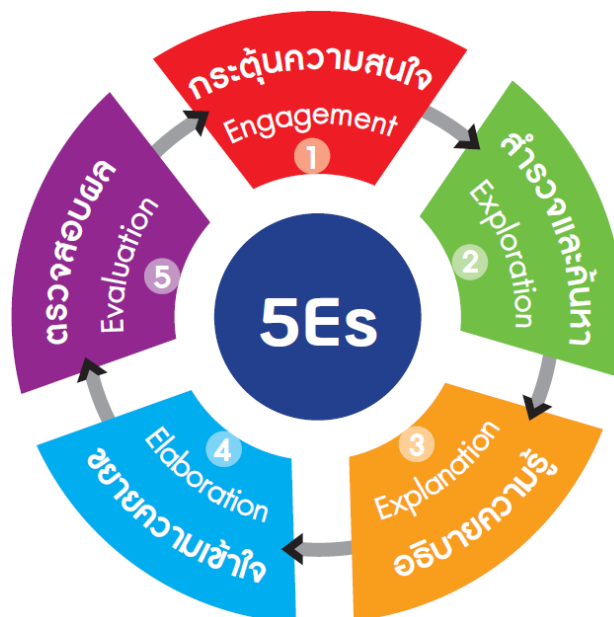 กระตุ้นความสนใจ
Engagement
1
สำรวจและค้นหา
Exploration
2
อธิบายความรู้
Explanation
3
ขยายความเข้าใจ
Elaboration
4
ตรวจสอบผล
Evaluation
5
5Es